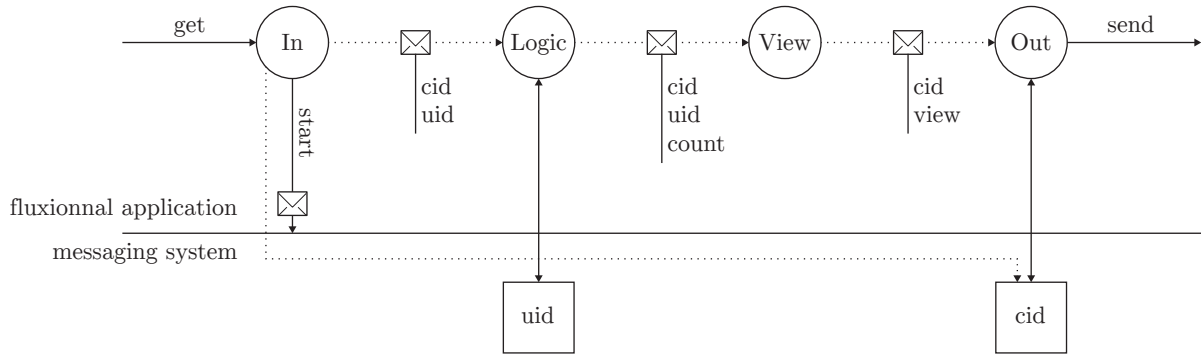 get
In
Logic
View
Out
send
cid
uid
cid
uid
count
cid
view
start
fluxionnal application
messaging system
uid
cid